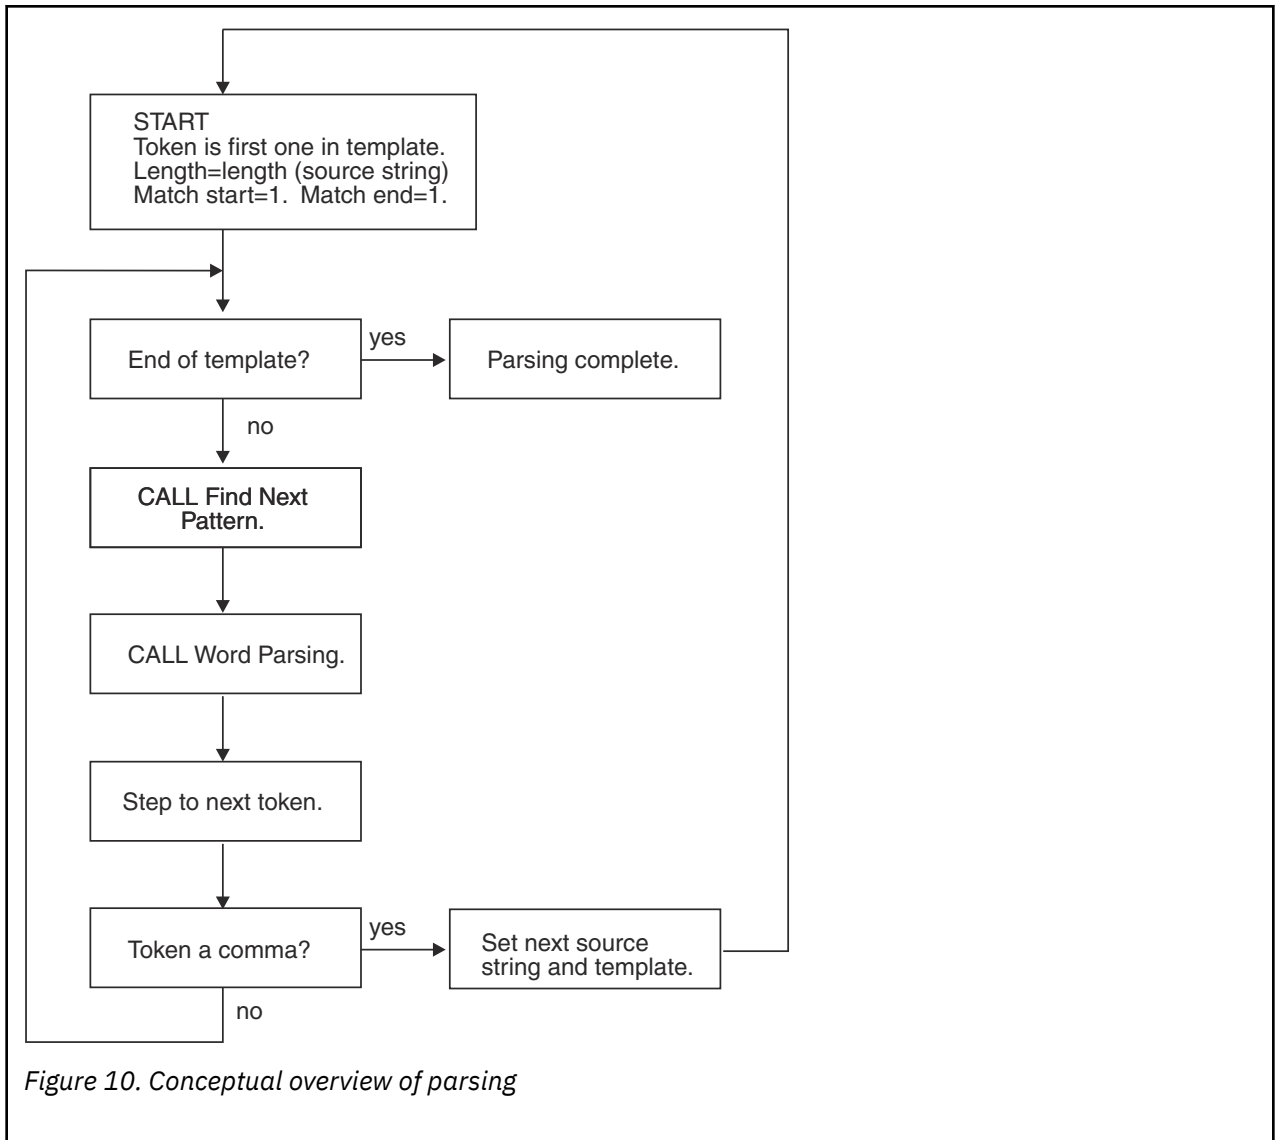 START
Token is first one in template.
Length=length (source string)
Match start=1.  Match end=1.
End of template?
yes
Parsing complete.
no
CALL Find Next
Pattern.
CALL Word Parsing.
Step to next token.
Token a comma?
yes
Set next source
string and template.
no
Figure 10. Conceptual overview of parsing